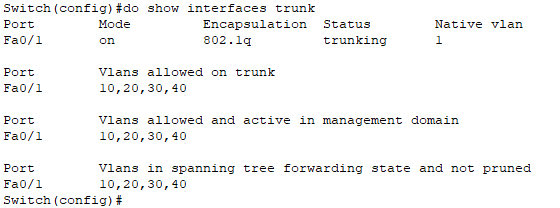 Switch(config)#do show interfaces trunk
Port        Mode         Encapsulation  Status        Native vlan
Fa0/1       on           802.1q         trunking      1
Port        Vlans allowed on trunk
Fa0/1       10,20,30,40
Port        Vlans allowed and active in management domain
Fa0/1       10,20,30,40
Port        Vlans in spanning tree forwarding state and not pruned
Fa0/1       10,20,30,40
Switch(config)#